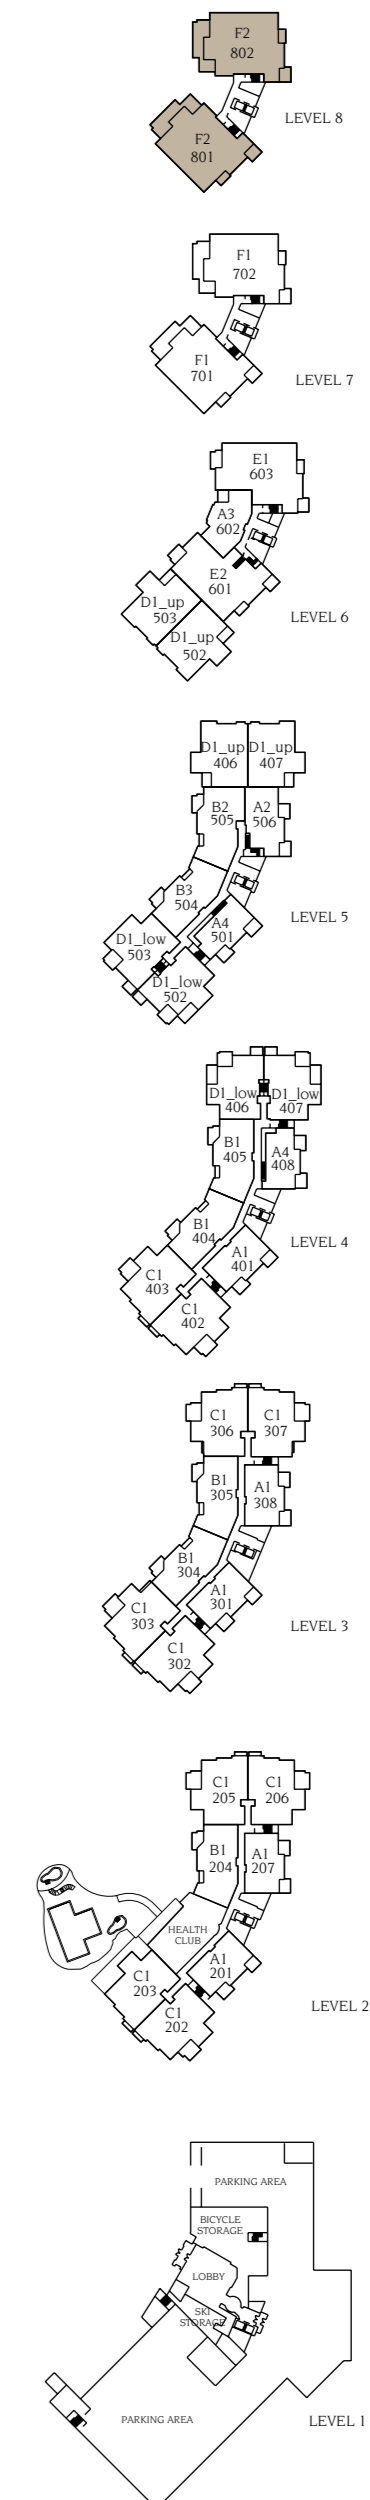 F2
802
LEVEL 8
F2
801
F1
702
F1
701
LEVEL 7
E1
603
A3
602
E2
601
D1_up
503
D1_up
502
LEVEL 6
D1_up
406
D1_up
407
B2
505
A2
506
B3
504
A4
501
D1_low
503
D1_low
502
LEVEL 5
D1_low
406
D1_low
407
B1
405
A4
408
B1
404
A1
401
C1
403
C1
402
LEVEL 4
C1
306
C1
307
B1
305
A1
308
B1
304
A1
301
C1
303
C1
302
LEVEL 3
C1
205
C1
206
B1
204
A1
207
HEALTH
CLUB
A1
201
C1
203
C1
202
LEVEL 2
PARKING AREA
BICYCLE
STORAGE
LOBBY
SKI
STORAGE
PARKING AREA
LEVEL 1